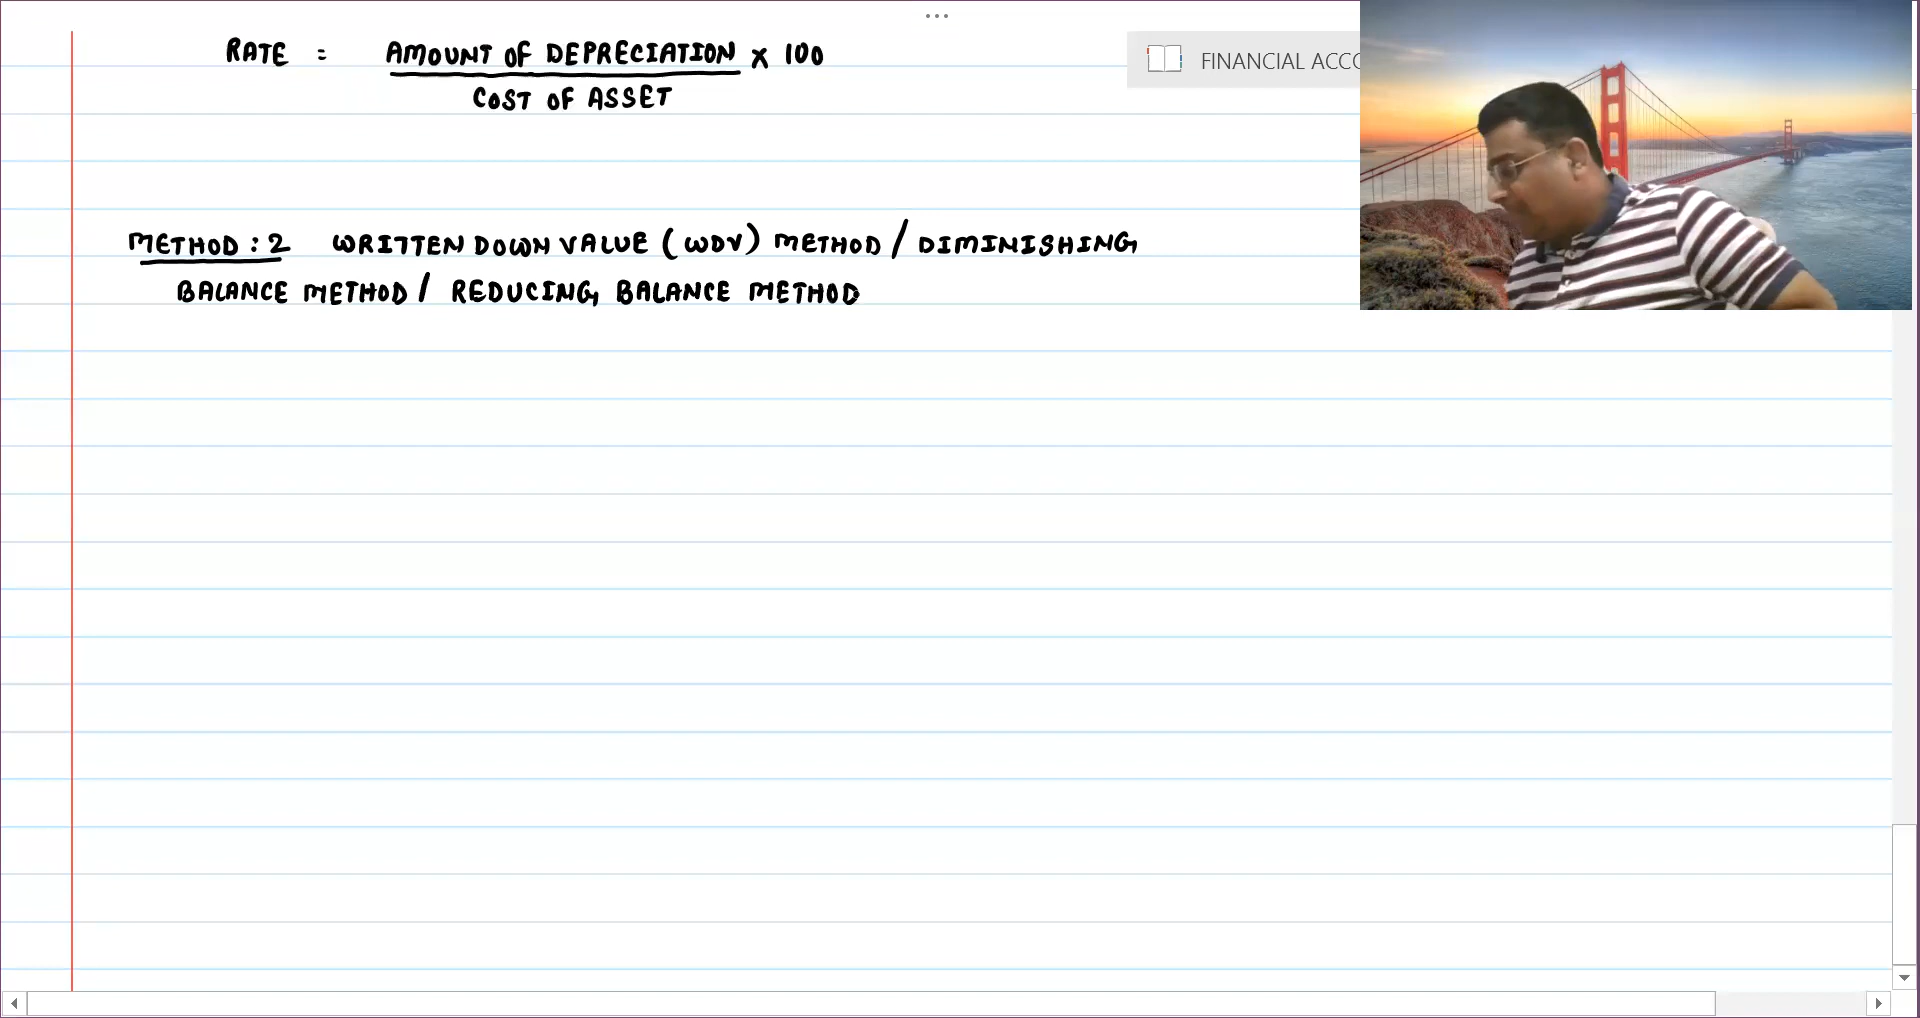 RATE = AMOUNT OF DEPRECIATION x 100
COST OF ASSET
FINANCIAL ACCO
METHOD : 2 WRITTEN DOWN VALUE (WDV) METHOD / DIMINISHING
BALANCE METHOD / REDUCING BALANCE METHOD